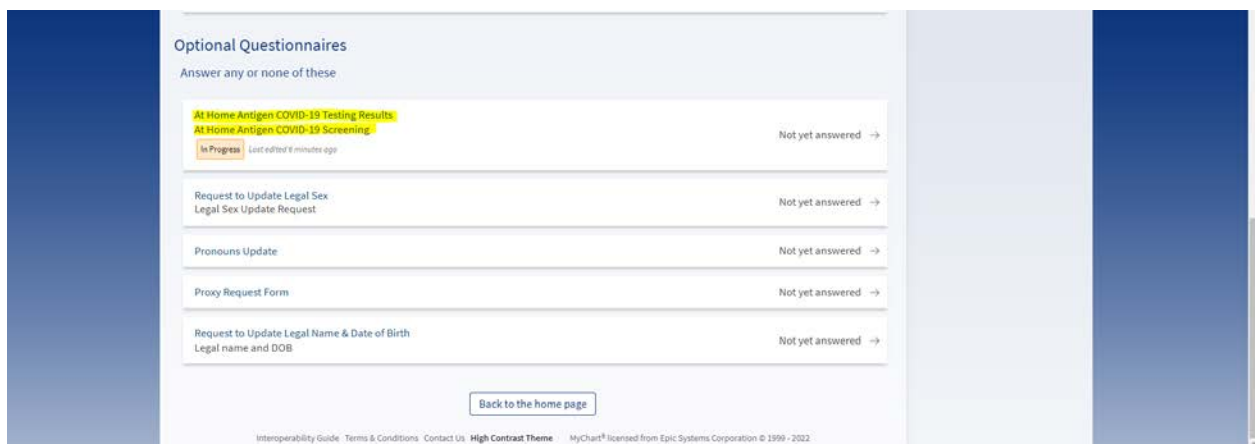 Optional Questionnaires
Answer any or none of these
At Home Antigen COVID-19 Testing Results
At Home Antigen COVID-19 Screening
Not yet answered →
In Progress Last edited 6 minutes ago
Request to Update Legal Sex
Legal Sex Update Request
Not yet answered →
Pronouns Update
Not yet answered →
Proxy Request Form
Not yet answered →
Request to Update Legal Name & Date of Birth
Legal name and DOB
Not yet answered →
Back to the home page
Interoperability Guide Terms & Conditions Contact Us High Contrast Theme MyChart® licensed from Epic Systems Corporation © 1999 - 2022